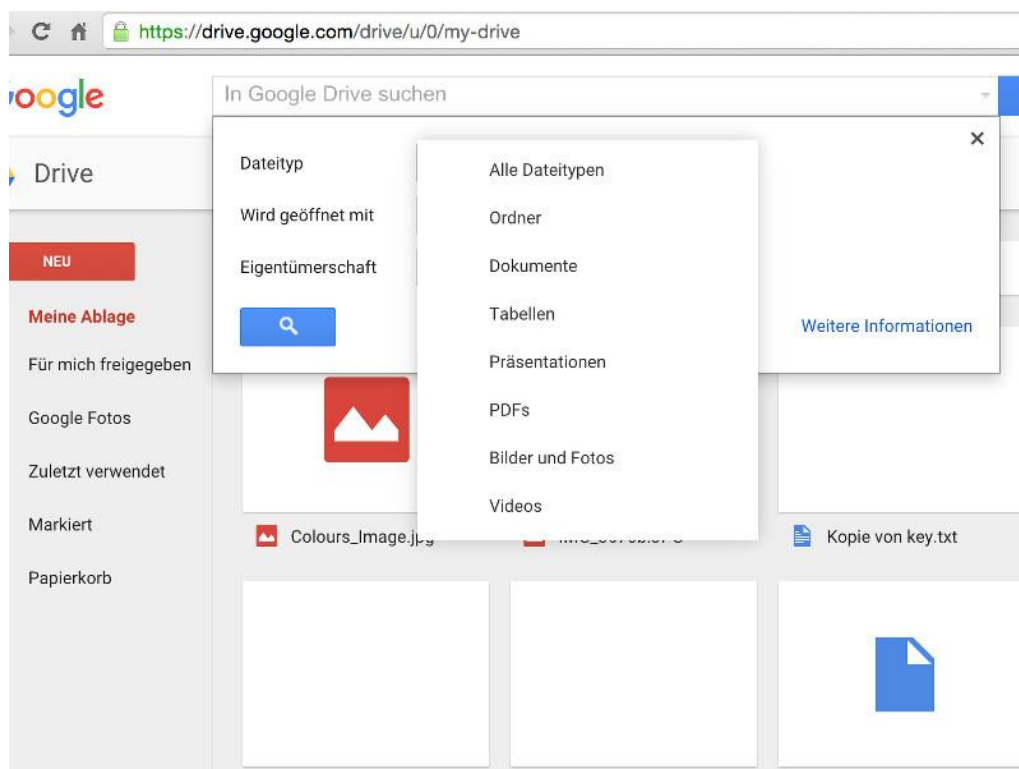 https://drive.google.com/drive/u/0/my-drive
Google
In Google Drive suchen
Drive
Dateityp
Wird geöffnet mit
Eigentümerschaft
Alle Dateitypen
Ordner
Dokumente
Tabellen
Präsentationen
PDFs
Bilder und Fotos
Videos
Weitere Informationen
NEU
Meine Ablage
Für mich freigegeben
Google Fotos
Zuletzt verwendet
Markiert
Papierkorb
Colours_Image.jpg
Kopie von key.txt